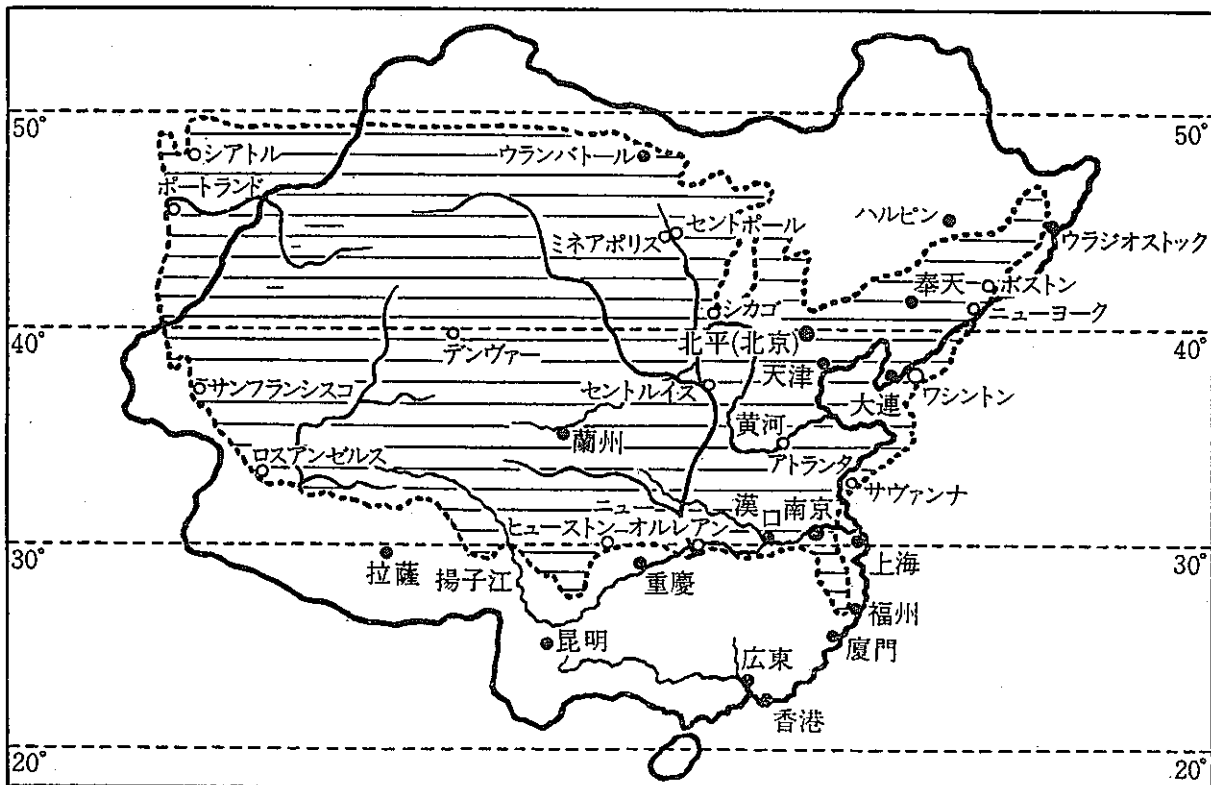 50°
50°
シアトル
ウランバトール
ポートランド
ハルピン
セントポール
ミネアポリス
ウラジオストック
奉天
ボストン
シカゴ
ニューヨーク
40°
デンヴァー
北平(北京)
40°
天津
サンフランシスコ
セントルイス
大連
ワシントン
黄河
蘭州
アトランタ
ロスアンゼルス
サヴァンナ
ニュー
オルレアン
漢口
南京
ヒューストン
30°
30°
上海
拉薩
揚子江
重慶
福州
昆明
厦門
広東
香港
20°
20°